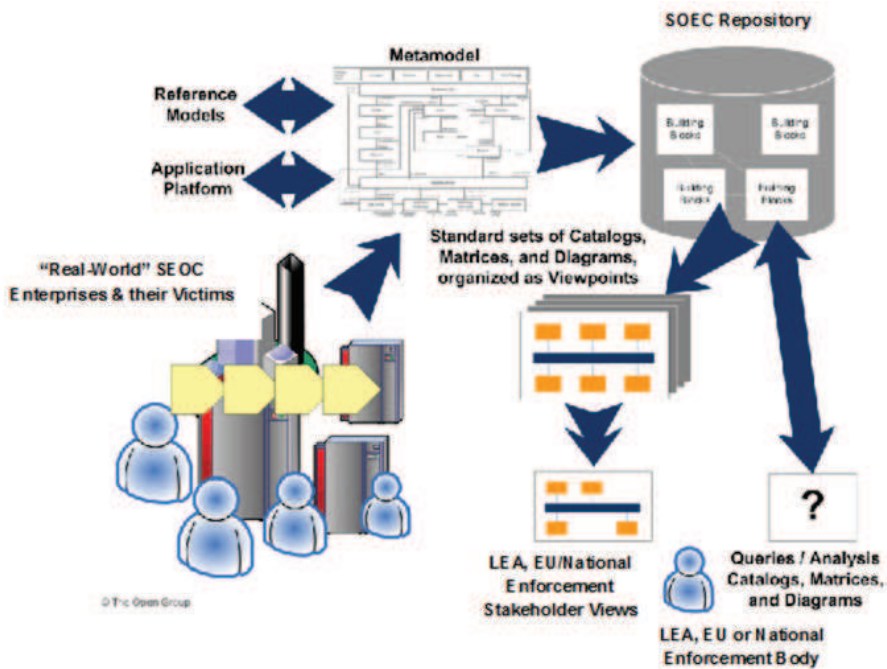 SOEC Repository
Metamodel
Reference
Models
Application
Platform
Building
Blocks
Building
Blocks
Building
Blocks
Building
Blocks
Standard sets of Catalogs,
Matrices, and Diagrams,
organized as Viewpoints
“Real-World” SEOC
Enterprises & their Victims
?
LEA, EU/National
Enforcement
Stakeholder Views
Queries / Analysis
Catalogs, Matrices,
and Diagrams
LEA, EU or National
Enforcement Body
© The Open Group